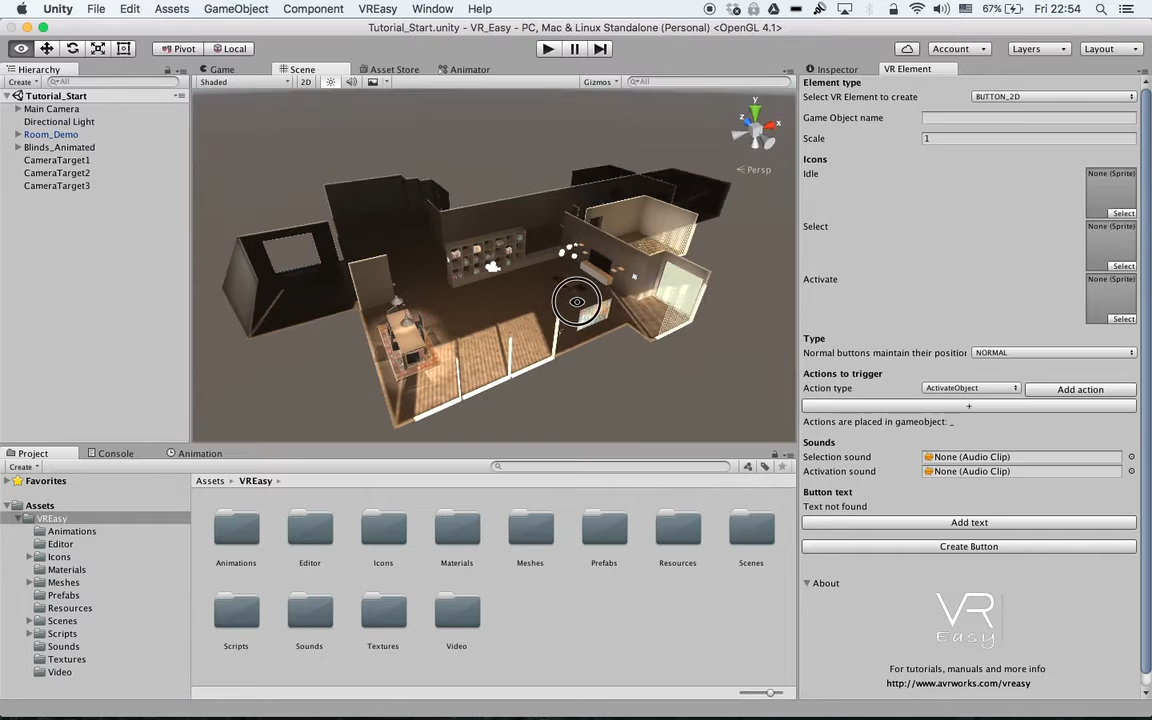 Unity File Edit Assets GameObject Component VREasy Window Help 67% Fri 22:54
Tutorial_Start.unity - VR_Easy - PC, Mac & Linux Standalone (Personal) <OpenGL 4.1>
Pivot Local Account Layers Layout
Hierarchy Game Scene Asset Store Animator Inspector VR Element
Create All Shaded 2D Gizmos All
Element type
Tutorial_Start
Select VR Element to create BUTTON_2D
Main Camera
Directional Light
Game Object name
Room_Demo
Scale 1
Blinds_Animated
CameraTarget1
CameraTarget2
CameraTarget3
y
z
x
Persp
Icons
Idle None (Sprite)
Select
Select None (Sprite)
Select
Activate None (Sprite)
Select
Type
Normal buttons maintain their position NORMAL
Actions to trigger
Action type ActivateObject Add action
+
Actions are placed in gameobject: _
Sounds
Selection sound None (Audio Clip)
Activation sound None (Audio Clip)
Button text
Text not found
Add text
Create Button
About
VR
Easy
For tutorials, manuals and more info
http://www.avrworks.com/vreasy
Project Console Animation
Create
Favorites
Assets
VREasy
Animations
Editor
Icons
Materials
Meshes
Prefabs
Resources
Scenes
Scripts
Sounds
Textures
Video
Assets VREasy
Animations Editor Icons Materials Meshes Prefabs Resources Scenes
Scripts Sounds Textures Video